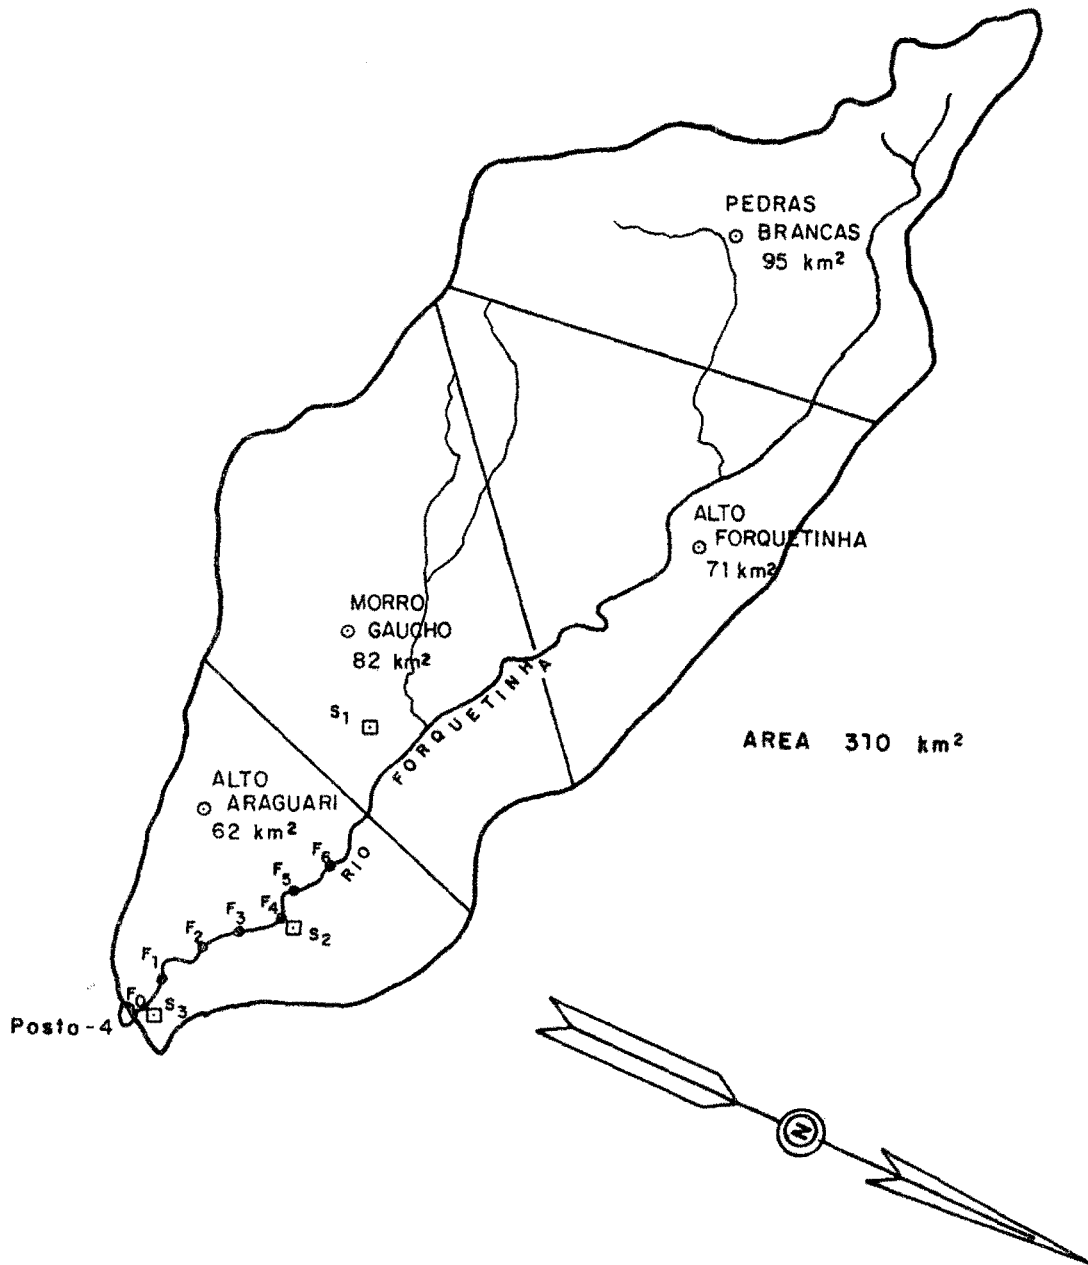 PEDRAS
BRANCAS
95 km²
ALTO
FORQUETINHA
71 km²
MORRO
GAUCHO
82 km²
S1
RIO FORQUETINHA
AREA 310 km²
ALTO
ARAGUARI
62 km²
F6
F5
F4
F3
S2
F2
F1
F0
S3
Posto-4
N